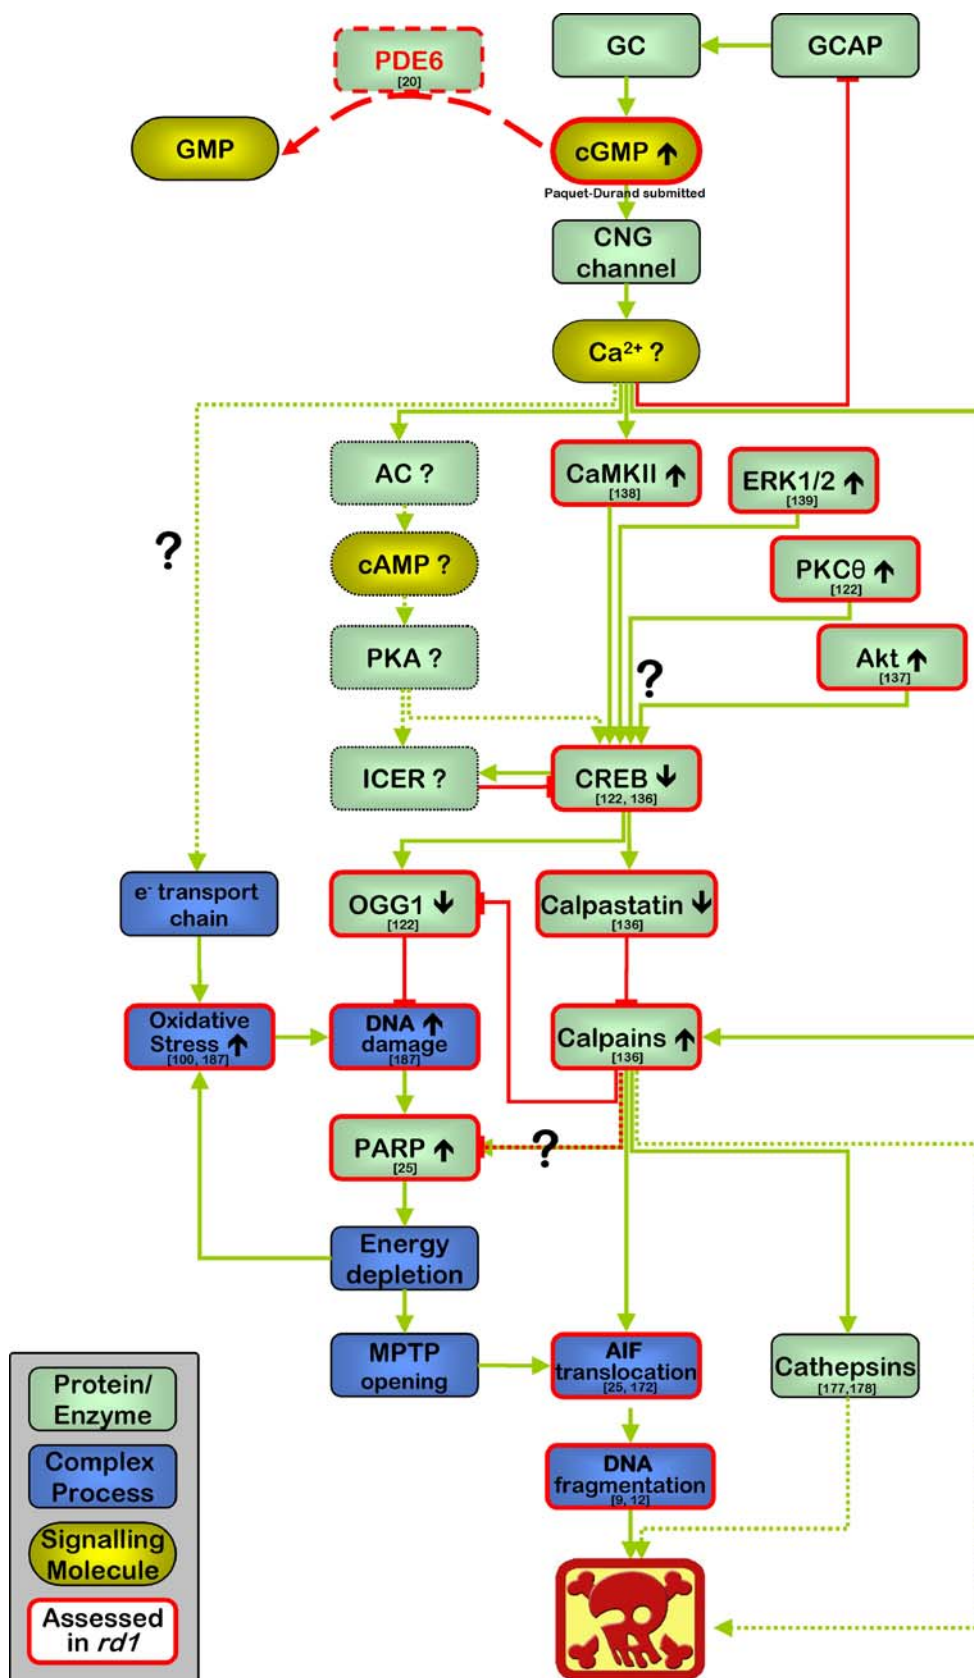 PDE6
[20]
GC
GCAP
GMP
cGMP ↑
Paquet-Durand submitted
CNG
channel
Ca²⁺ ?
AC ?
CaMKII ↑
[138]
ERK1/2 ↑
[139]
?
cAMP ?
PKCθ ↑
[122]
PKA ?
?
Akt ↑
[137]
ICER ?
CREB ↓
[122, 136]
e⁻ transport
chain
OGG1 ↓
[122]
Calpastatin ↓
[136]
Oxidative
Stress ↑
[100, 187]
DNA ↑
damage
[187]
Calpains ↑
[136]
PARP ↑
[25]
?
Energy
depletion
MPTP
opening
AIF
translocation
[25, 172]
Cathepsins
[177,178]
DNA
fragmentation
[9, 12]
Protein/
Enzyme
Complex
Process
Signalling
Molecule
Assessed
in rd1